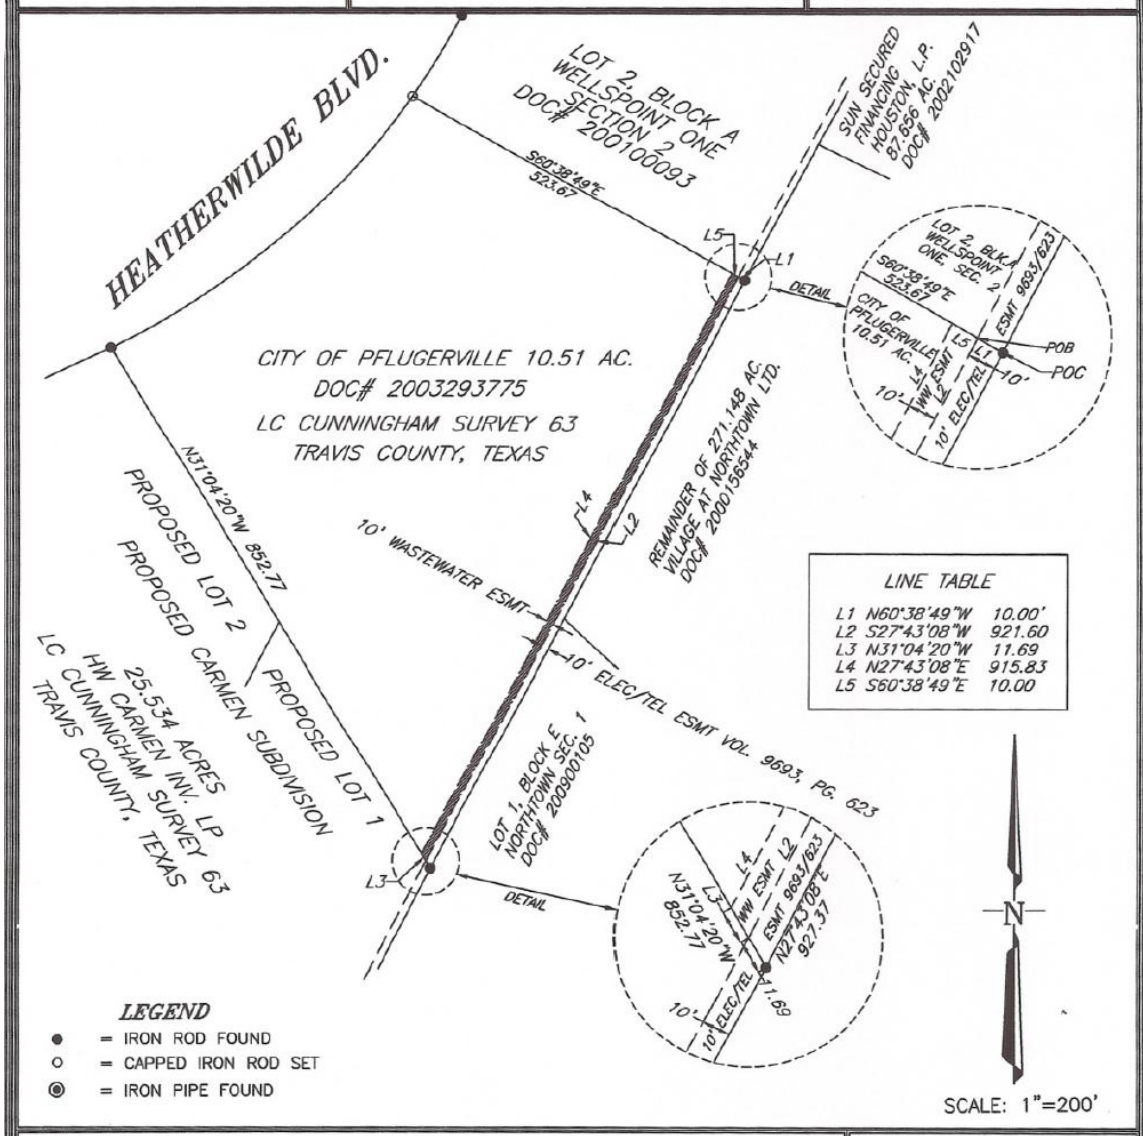 HEATHERWILDE BLVD.
LOT 2, BLOCK A
WELLSPOINT ONE
SECTION 2
DOC# 200100093
S60°38'49"E
523.67
SUN SECURED
FINANCING
HOUSTON, L.P.
87.656 AC.
DOC# 2002102917
L5
L1
DETAIL
LOT 2, BLK.A
WELLSPOINT
ONE, SEC. 2
S60°38'49"E
523.67
CITY OF
PFLUGERVILLE
10.51 AC.
ESMT 9693/623
L5
L1
POB
POC
L4
WW ESMT
L2
10'
10'
10' ELEC/TEL
CITY OF PFLUGERVILLE 10.51 AC.
DOC# 2003293775
LC CUNNINGHAM SURVEY 63
TRAVIS COUNTY, TEXAS
REMAINDER OF 271.148 AC.
VILLAGE AT NORTHTOWN LTD.
DOC# 2000156544
N31°04'20"W 852.77
L4
L2
10' WASTEWATER ESMT
10' ELEC/TEL ESMT VOL. 9693, PG. 623
PROPOSED LOT 2
PROPOSED CARMEN SUBDIVISION
PROPOSED LOT 1
25.534 ACRES
HW CARMEN INV. LP
LC CUNNINGHAM SURVEY 63
TRAVIS COUNTY, TEXAS
LOT 1, BLOCK E
NORTHTOWN SEC. 1
DOC# 200900105
LINE TABLE
L1 N60°38'49"W 10.00'
L2 S27°43'08"W 921.60
L3 N31°04'20"W 11.69
L4 N27°43'08"E 915.83
L5 S60°38'49"E 10.00
L3
DETAIL
L4
WW ESMT
L2
L3
ESMT 9693/623
N27°43'08"E
927.37
N31°04'20"W
852.77
11.69
10'
10' ELEC/TEL
N
LEGEND
● = IRON ROD FOUND
○ = CAPPED IRON ROD SET
◉ = IRON PIPE FOUND
SCALE: 1"=200'